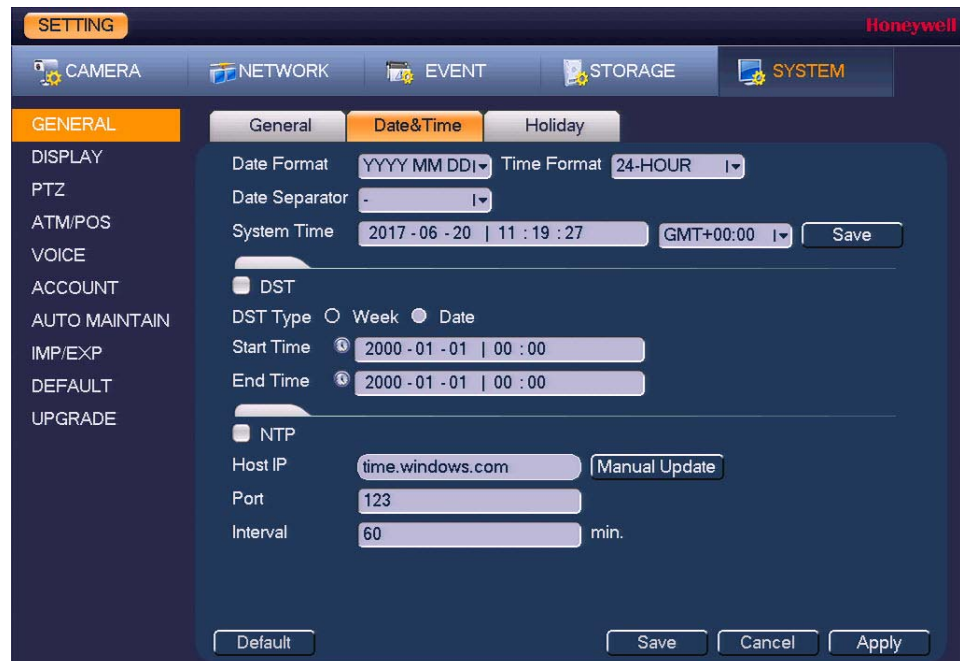 SETTING
Honeywell
CAMERA NETWORK EVENT STORAGE SYSTEM
GENERAL
DISPLAY
PTZ
ATM/POS
VOICE
ACCOUNT
AUTO MAINTAIN
IMP/EXP
DEFAULT
UPGRADE
General Date&Time Holiday
Date Format YYYY MM DD Time Format 24-HOUR
Date Separator -
System Time 2017 - 06 - 20 | 11 : 19 : 27 GMT+00:00 Save
DST
DST Type Week Date
Start Time 2000 - 01 - 01 | 00 : 00
End Time 2000 - 01 - 01 | 00 : 00
NTP
Host IP time.windows.com Manual Update
Port 123
Interval 60 min.
Default Save Cancel Apply